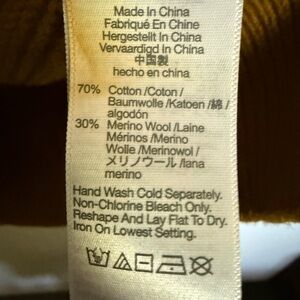 Made In China
Fabriqué En Chine
Hergestellt In China
Vervaardigd In China
中国製
hecho en china
70% Cotton /Coton /
Baumwolle /Katoen /綿 /
algodón
30% Merino Wool /Laine
Mérinos /Merino
Wolle /Merinowol /
メリノウール /lana
merino
Hand Wash Cold Separately.
Non-Chlorine Bleach Only.
Reshape And Lay Flat To Dry.
Iron On Lowest Setting.